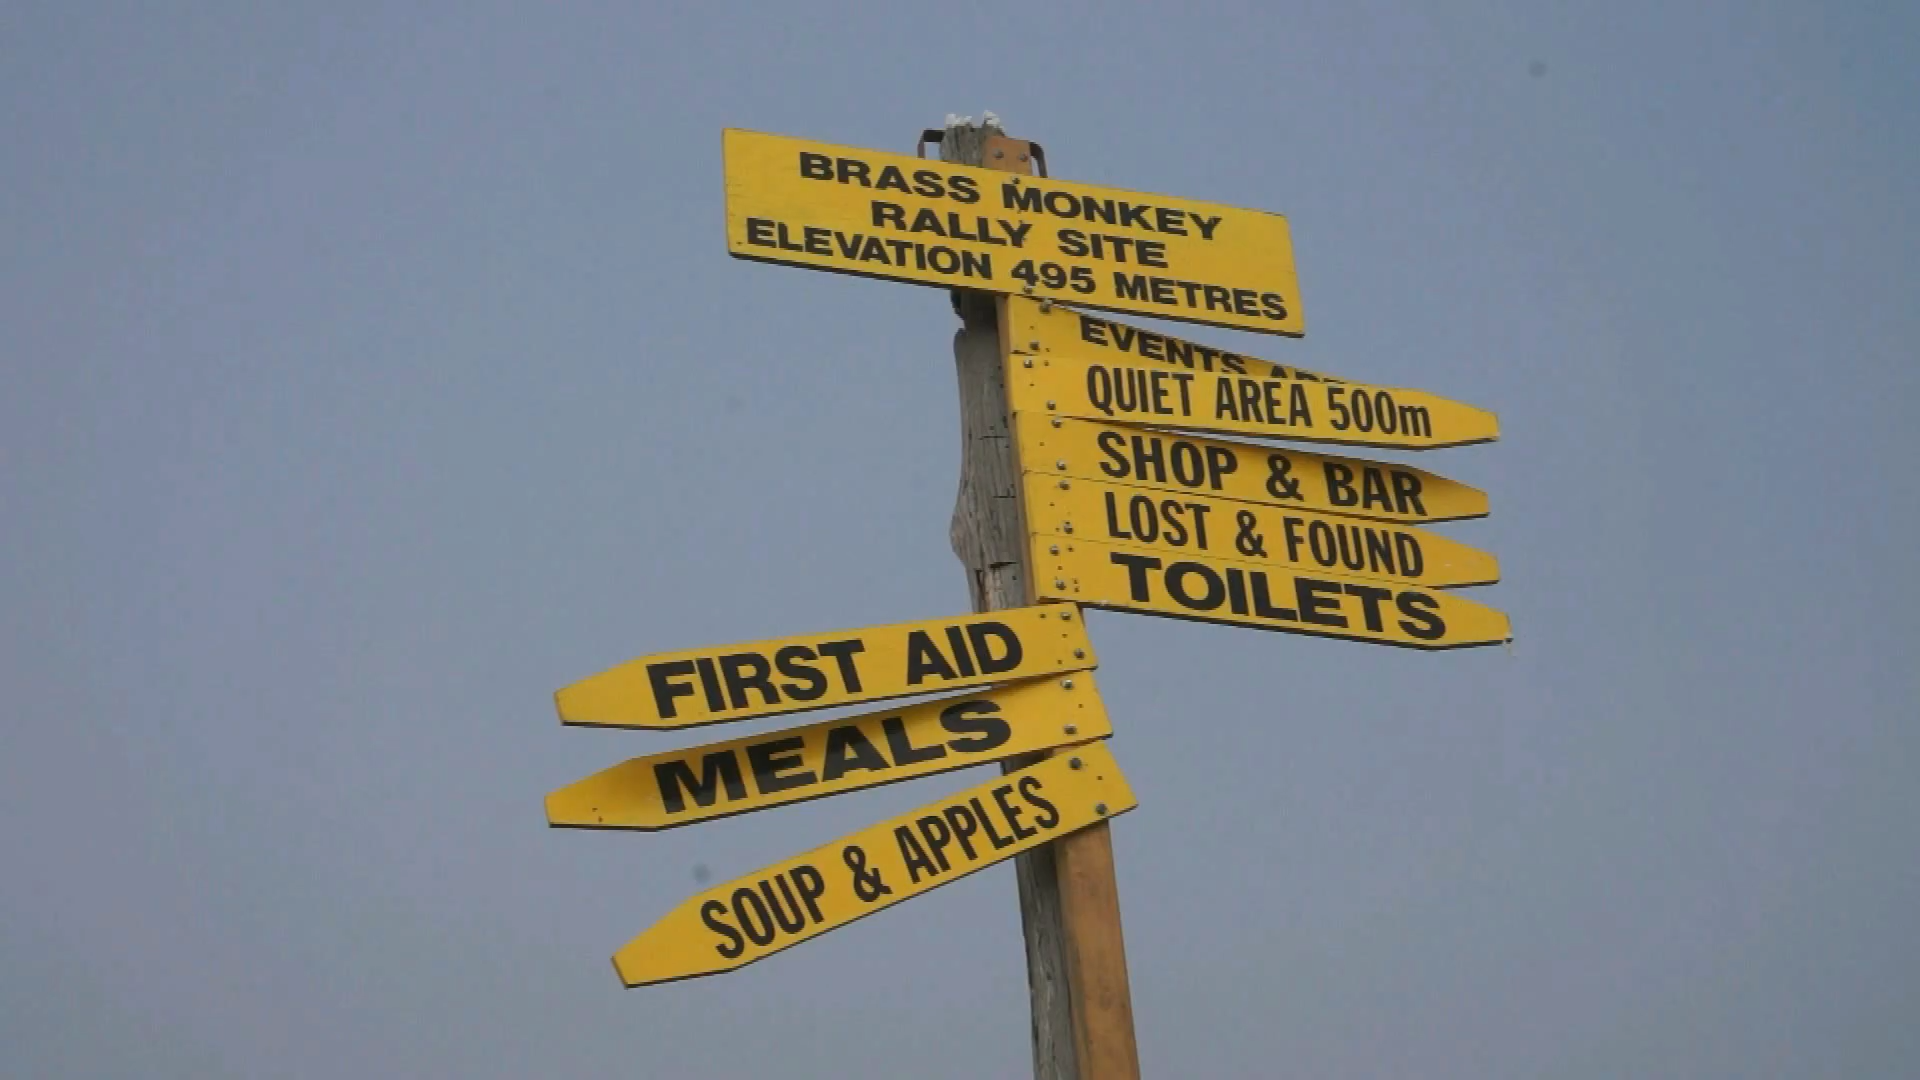 BRASS MONKEY
RALLY SITE
ELEVATION 495 METRES
EVENTS
QUIET AREA 500m
SHOP & BAR
LOST & FOUND
TOILETS
FIRST AID
MEALS
SOUP & APPLES